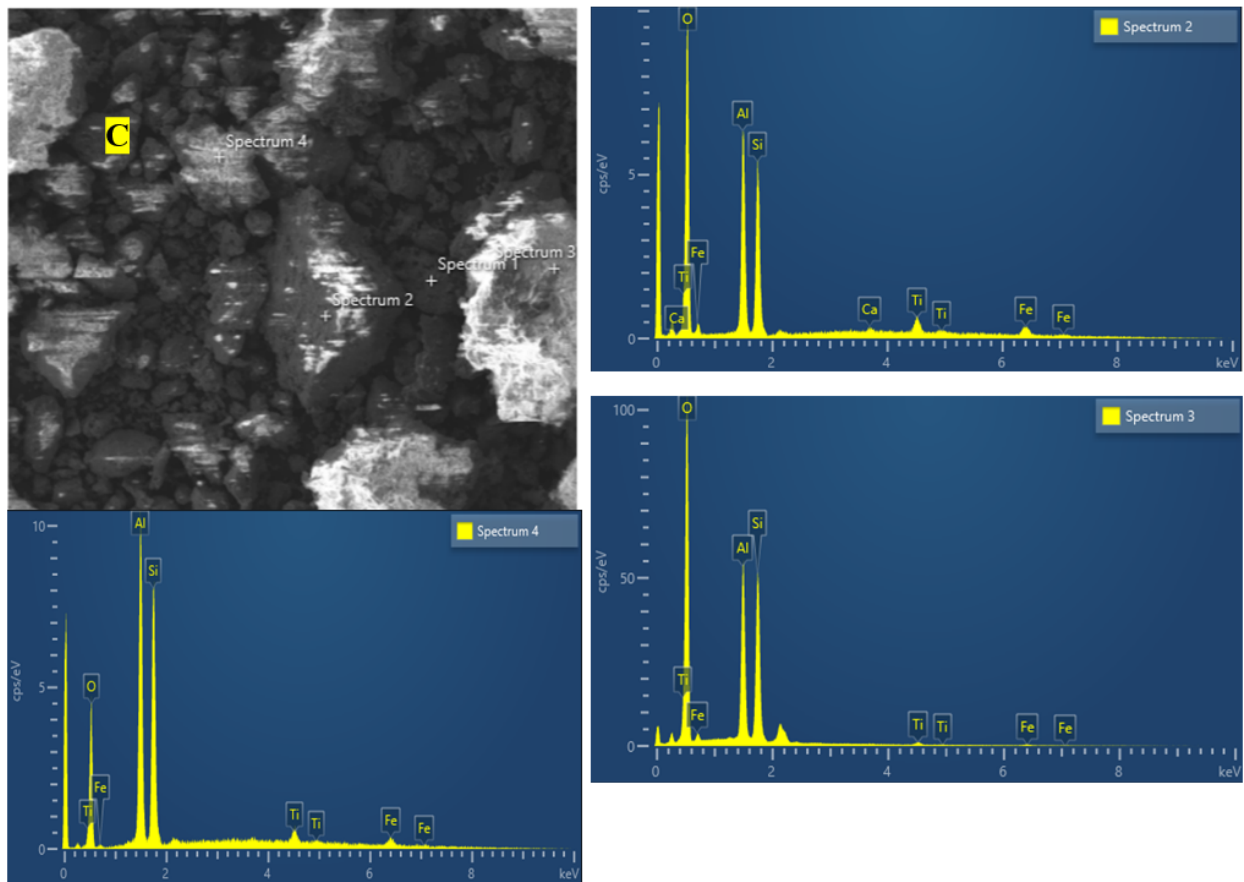 C
Spectrum 4
Spectrum 3
Spectrum 1
Spectrum 2
Spectrum 2
cps/eV
5
0
O
Al
Si
Fe
Ti
Ca
Ca
Ti
Ti
Fe
Fe
0 2 4 6 8 keV
Spectrum 3
cps/eV
100
50
0
O
Si
Al
Ti
Fe
Ti
Ti
Fe
Fe
0 2 4 6 8 keV
Spectrum 4
cps/eV
10
5
0
Al
Si
O
Fe
Ti
Ti
Ti
Fe
Fe
0 2 4 6 8 keV